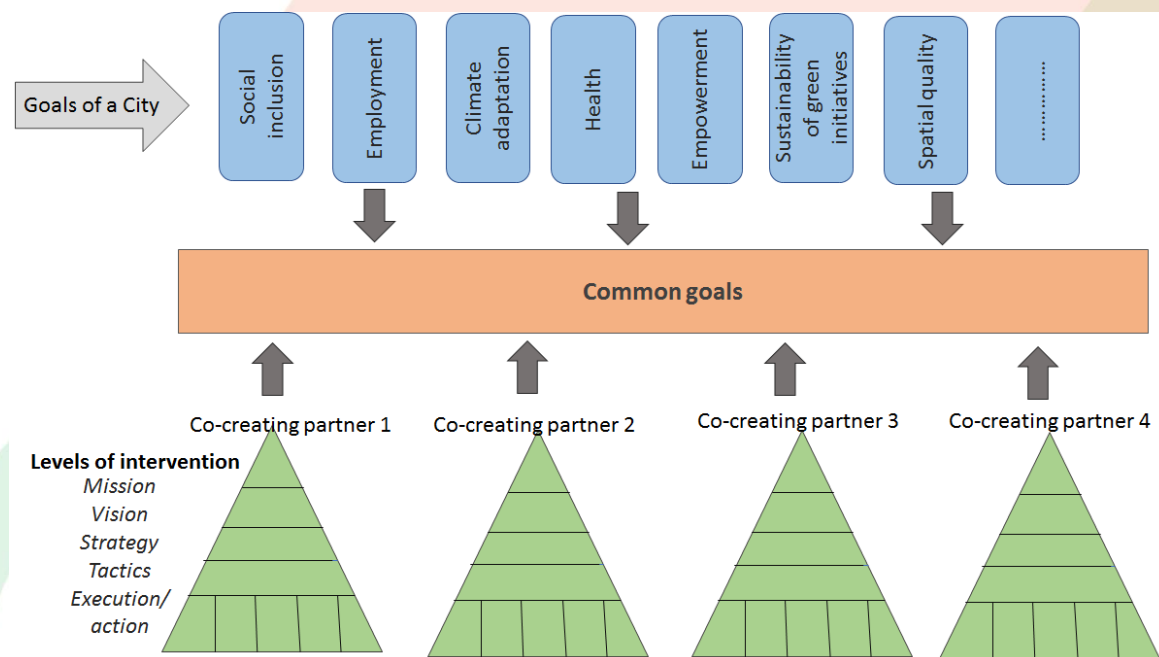 Goals of a City
Social
inclusion
Employment
Climate
adaptation
Health
Empowerment
Sustainability
of green
initiatives
Spatial quality
………………
Common goals
Co-creating partner 1
Co-creating partner 2
Co-creating partner 3
Co-creating partner 4
Levels of intervention
Mission
Vision
Strategy
Tactics
Execution/
action